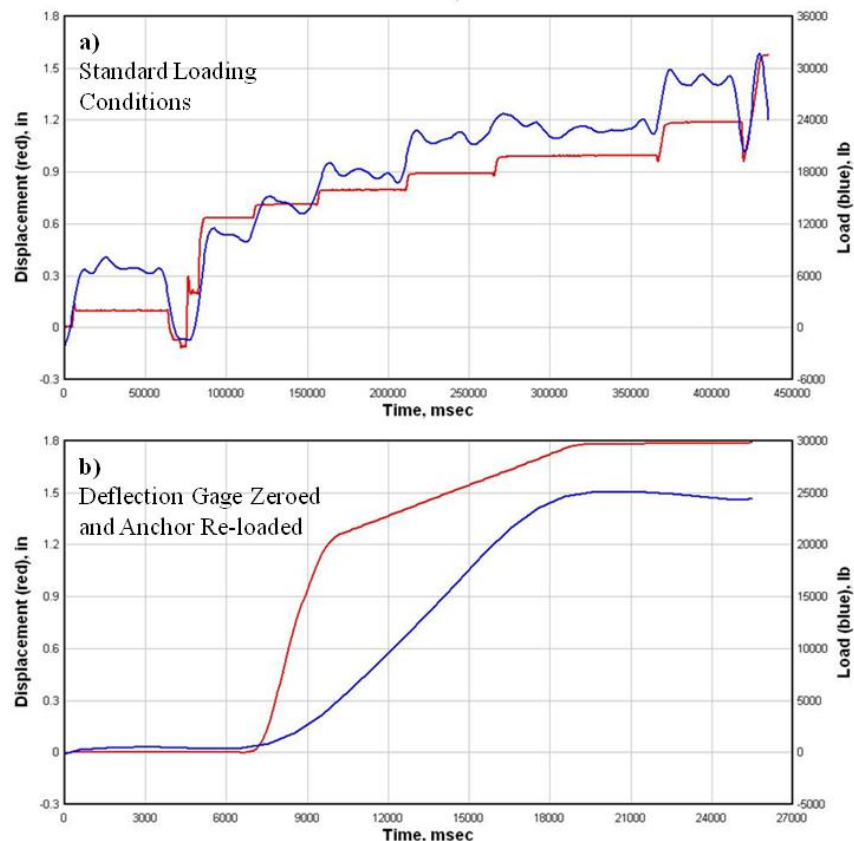 a)
Standard Loading
Conditions
Displacement (red), in
1.8
1.5
1.2
0.9
0.6
0.3
0
-0.3
Load (blue), lb
36000
30000
24000
18000
12000
6000
0
-6000
0 50000 100000 150000 200000 250000 300000 350000 400000 450000
Time, msec
b)
Deflection Gage Zeroed
and Anchor Re-loaded
Displacement (red), in
1.8
1.5
1.2
0.9
0.6
0.3
0
-0.3
Load (blue), lb
30000
25000
20000
15000
10000
5000
0
-5000
0 3000 6000 9000 12000 15000 18000 21000 24000 27000
Time, msec